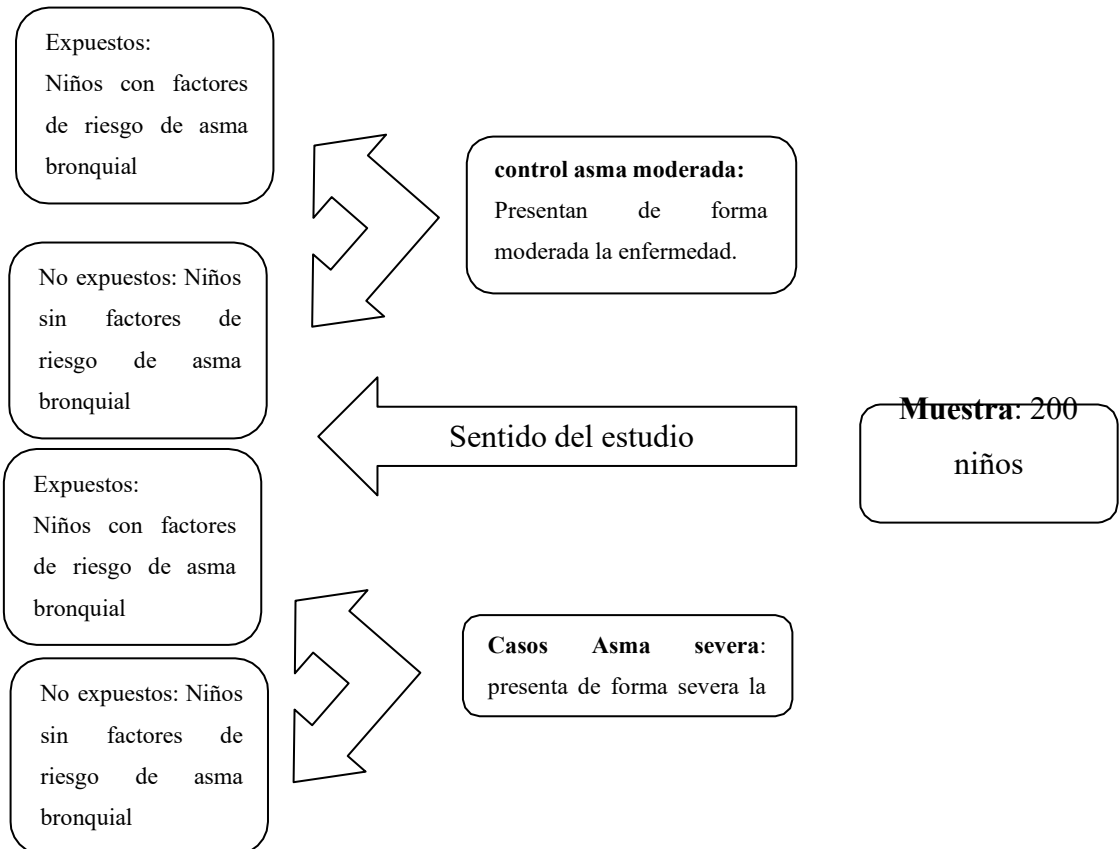 Expuestos:
Niños con factores
de riesgo de asma
bronquial
control asma moderada:
Presentan de forma
moderada la enfermedad.
No expuestos: Niños
sin factores de
riesgo de asma
bronquial
Sentido del estudio
Muestra: 200
niños
Expuestos:
Niños con factores
de riesgo de asma
bronquial
Casos Asma severa:
presenta de forma severa la
No expuestos: Niños
sin factores de
riesgo de asma
bronquial